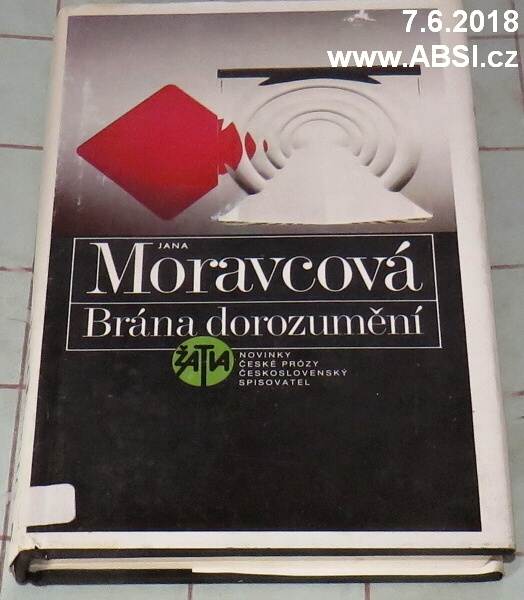 7.6.2018
www.ABSI.cz
JANA
Moravcová
Brána dorozumění
ŽATVA
NOVINKY
ČESKÉ PRÓZY
ČESKOSLOVENSKÝ
SPISOVATEL